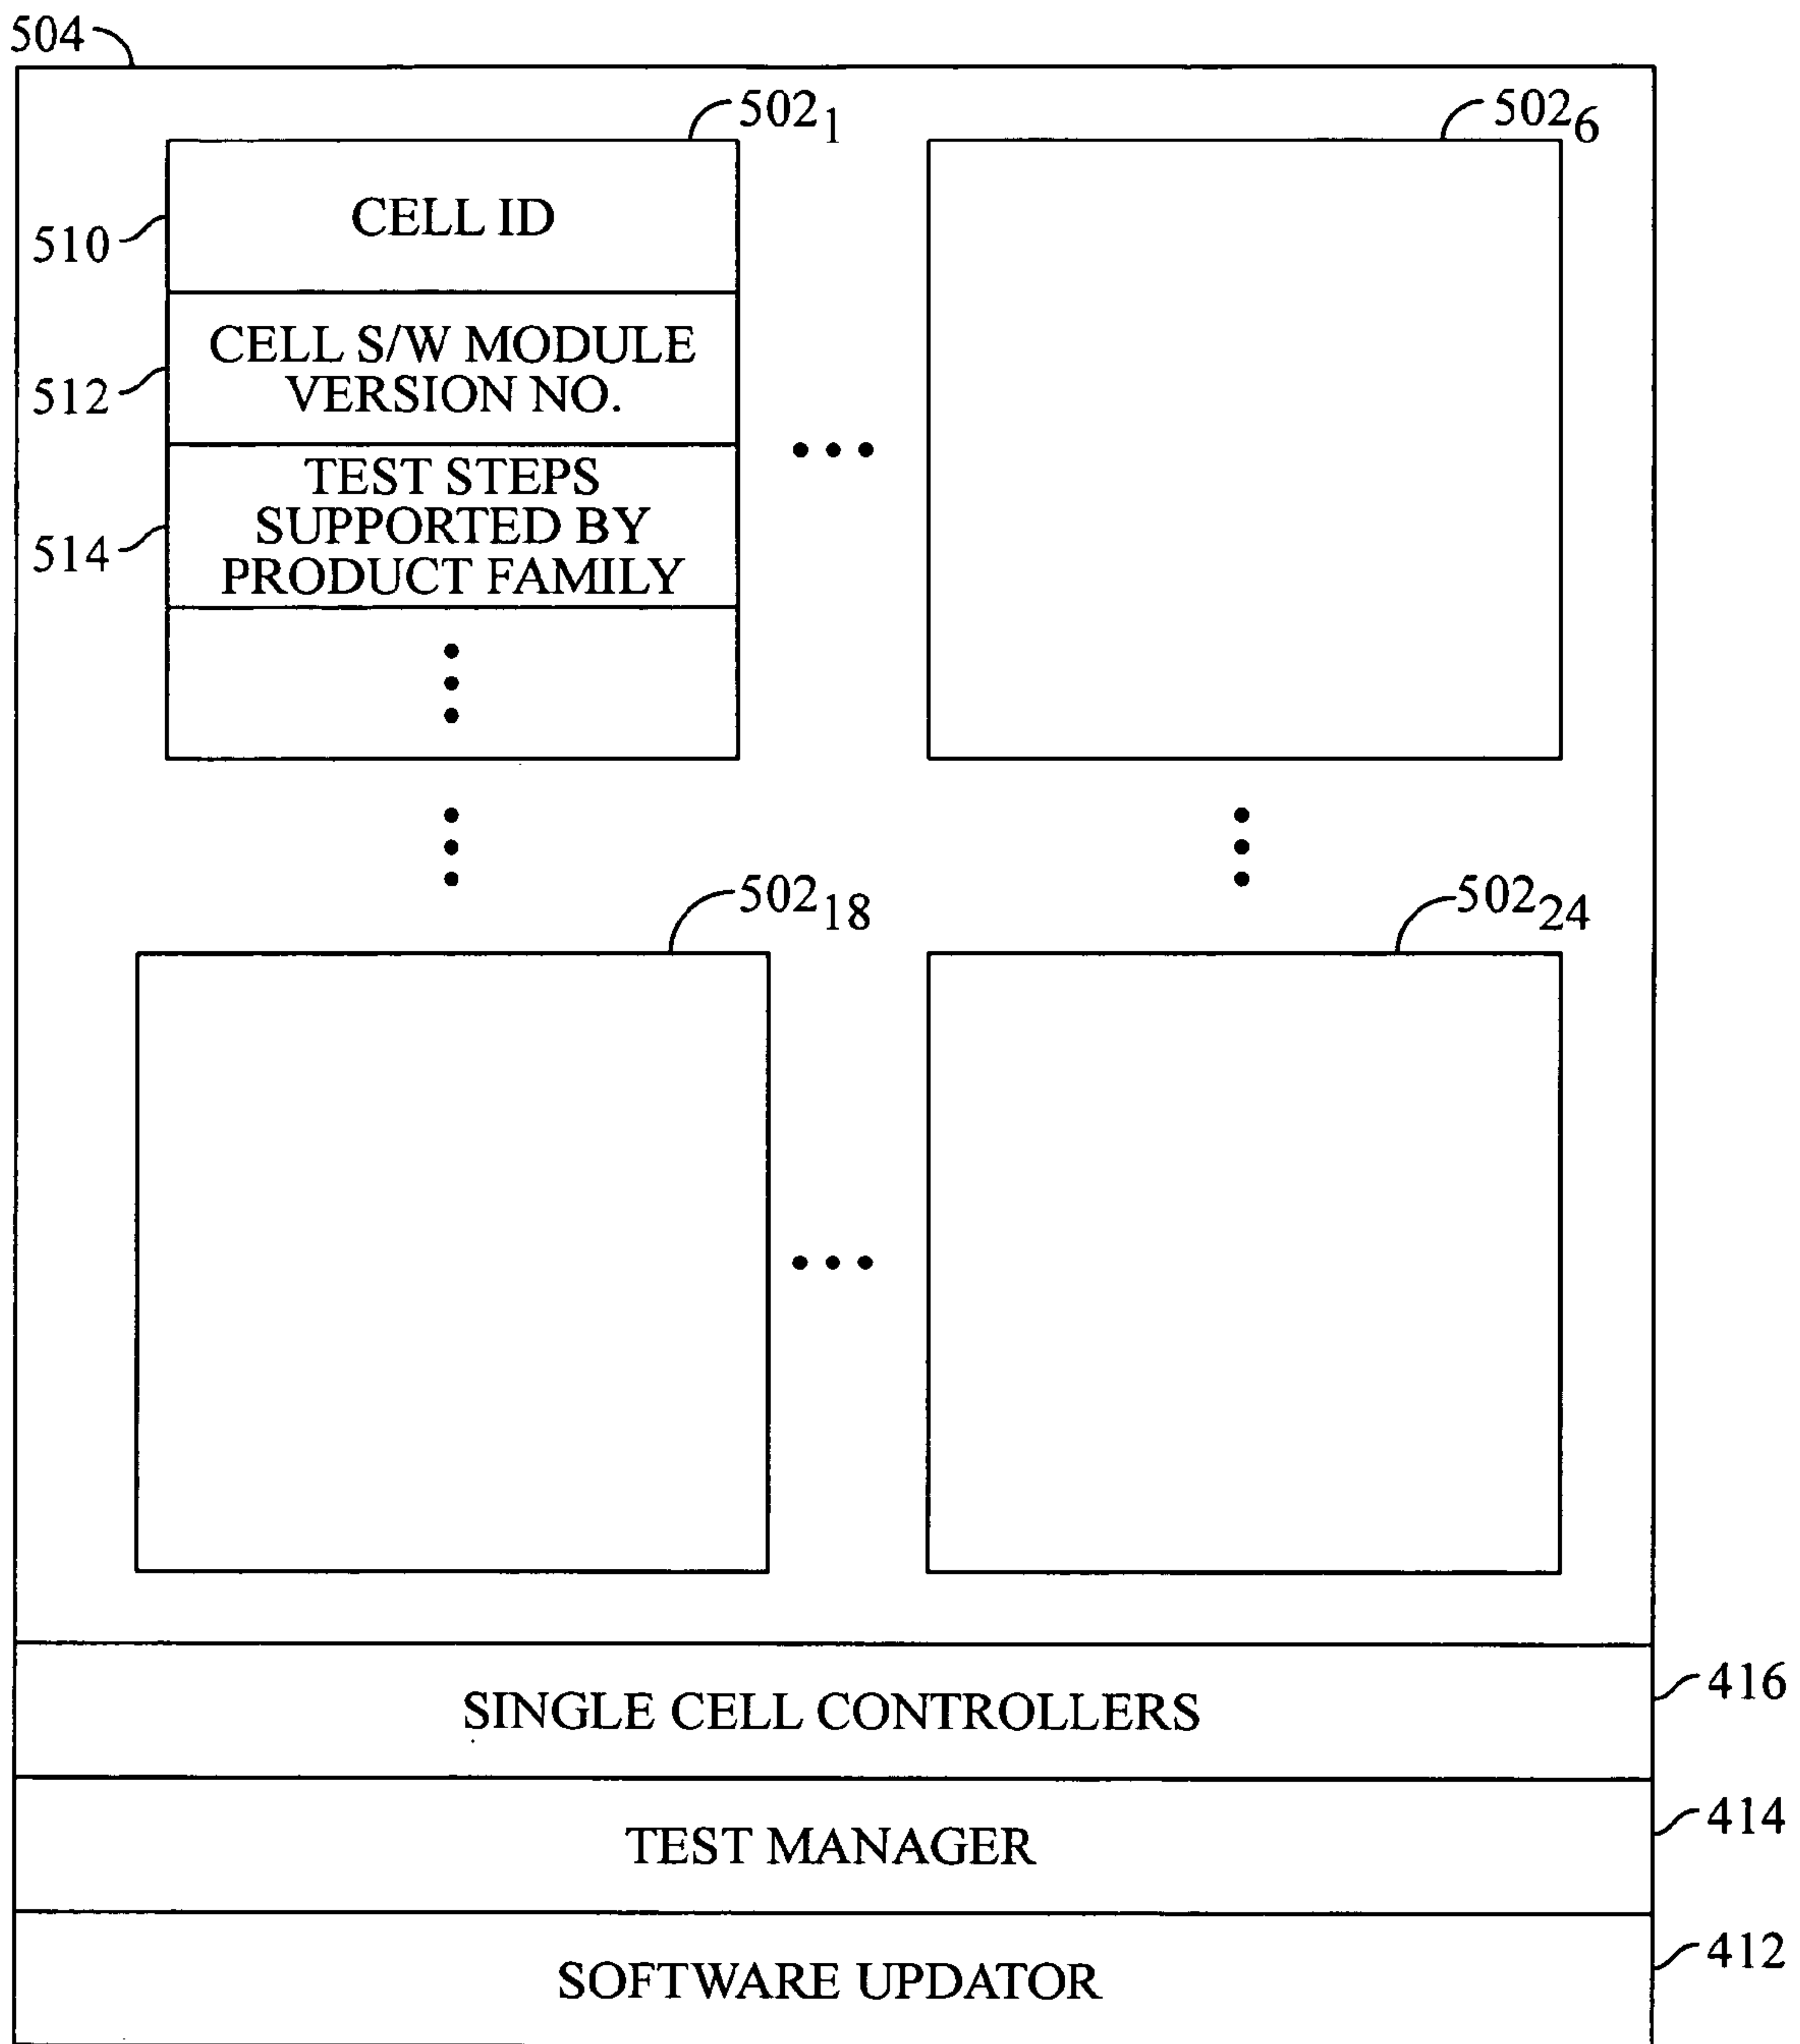 504
502₁
502₆
CELL ID
510
CELL S/W MODULE
VERSION NO.
512
TEST STEPS
SUPPORTED BY
PRODUCT FAMILY
514
502₁₈
502₂₄
SINGLE CELL CONTROLLERS
416
TEST MANAGER
414
SOFTWARE UPDATOR
412